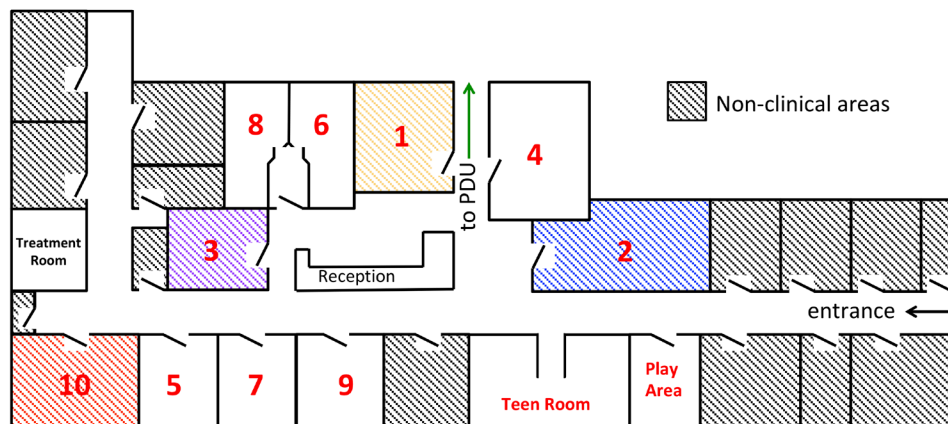 Non-clinical areas
8
6
1
4
to PDU
Treatment
Room
3
2
Reception
entrance
10
5
7
9
Teen Room
Play
Area